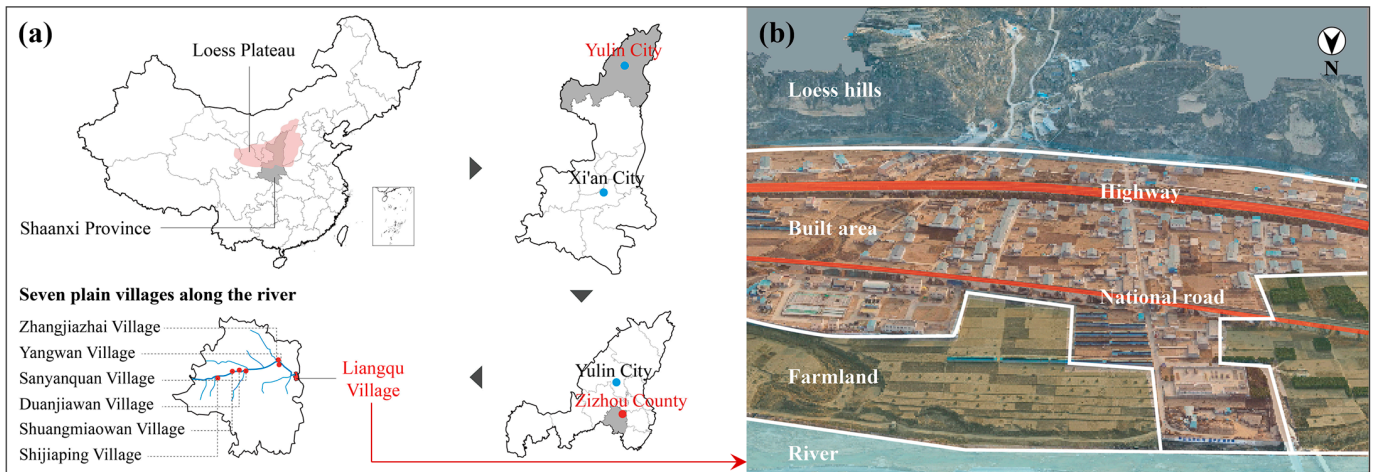 (a)
Loess Plateau
Shaanxi Province
Yulin City
Xi'an City
Seven plain villages along the river
Zhangjiazhai Village
Yangwan Village
Sanyanquan Village
Duanjiawan Village
Shuangmiaowan Village
Shijiaping Village
Liangqu
Village
Yulin City
Zizhou County
(b)
N
Loess hills
Highway
Built area
National road
Farmland
River